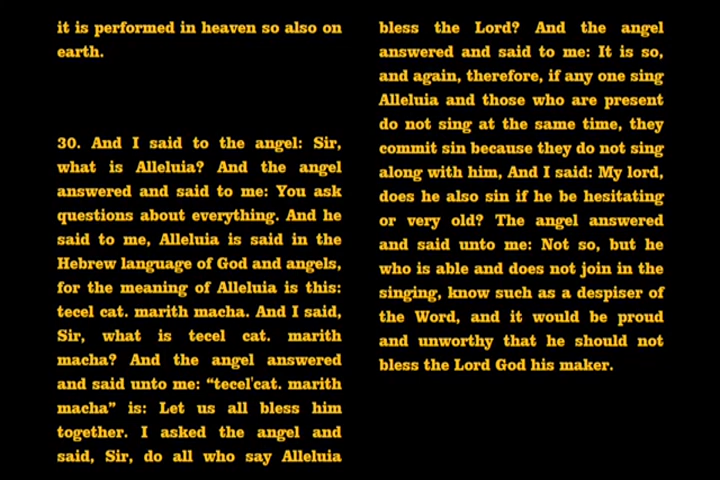 it is performed in heaven so also on
earth.
30. And I said to the angel: Sir,
what is Alleluia? And the angel
answered and said to me: You ask
questions about everything. And he
said to me, Alleluia is said in the
Hebrew language of God and angels,
for the meaning of Alleluia is this:
tecel cat. marith macha. And I said,
Sir, what is tecel cat. marith
macha? And the angel answered
and said unto me: “tecel'cat. marith
macha” is: Let us all bless him
together. I asked the angel and
said, Sir, do all who say Alleluia
bless the Lord? And the angel
answered and said to me: It is so,
and again, therefore, if any one sing
Alleluia and those who are present
do not sing at the same time, they
commit sin because they do not sing
along with him, And I said: My lord,
does he also sin if he be hesitating
or very old? The angel answered
and said unto me: Not so, but he
who is able and does not join in the
singing, know such as a despiser of
the Word, and it would be proud
and unworthy that he should not
bless the Lord God his maker.